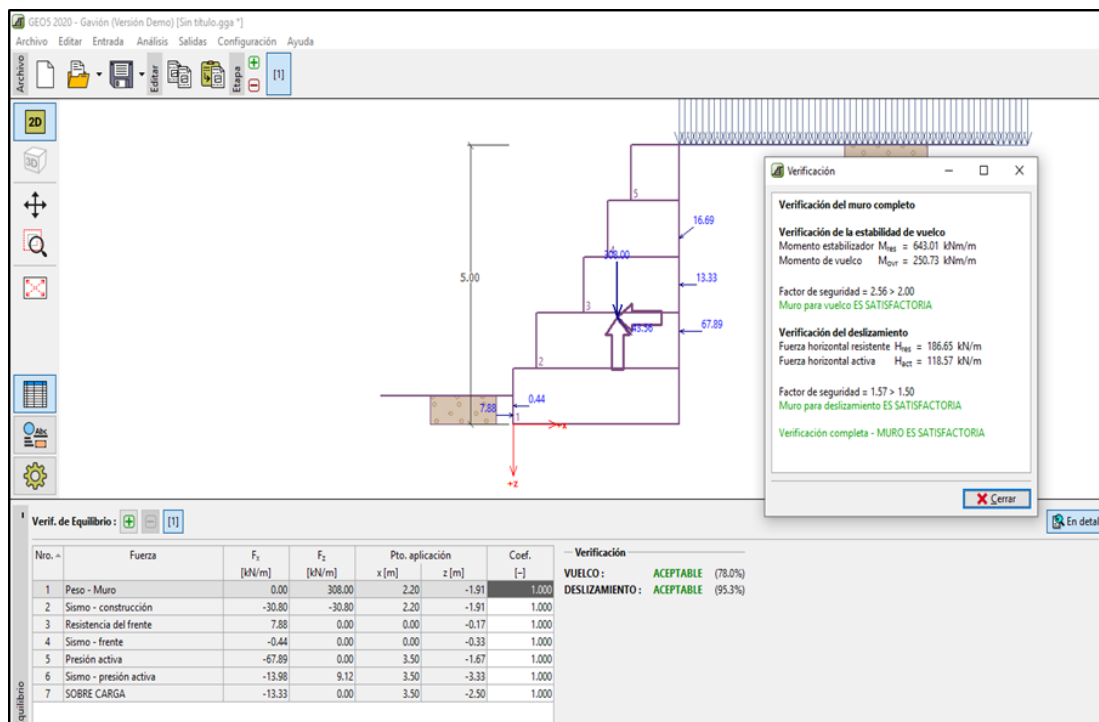 GEO5 2020 - Gavión (Versión Demo) [Sin título.gga *]
Archivo Editar Entrada Análisis Salidas Configuración Ayuda
Archivo
Editar
Etapa
[1]
2D
3D
Abc
5.00
5
4
3
2
1
308.00
43.56
16.69
13.33
67.89
7.88
0.44
+x
+z
Verificación
Verificación del muro completo
Verificación de la estabilidad de vuelco
Momento estabilizador Mres = 643.01 kNm/m
Momento de vuelco Movr = 250.73 kNm/m
Factor de seguridad = 2.56 > 2.00
Muro para vuelco ES SATISFACTORIA
Verificación del deslizamiento
Fuerza horizontal resistente Hres = 186.65 kN/m
Fuerza horizontal activa Hact = 118.57 kN/m
Factor de seguridad = 1.57 > 1.50
Muro para deslizamiento ES SATISFACTORIA
Verificación completa - MURO ES SATISFACTORIA
Cerrar
Verif. de Equilibrio : [1]
En detal
Nro. Fuerza Fx Fz Pto. aplicación Coef.
[kN/m] [kN/m] x [m] z [m] [–]
1 Peso - Muro 0.00 308.00 2.20 -1.91 1.000
2 Sismo - construcción -30.80 -30.80 2.20 -1.91 1.000
3 Resistencia del frente 7.88 0.00 0.00 -0.17 1.000
4 Sismo - frente -0.44 0.00 0.00 -0.33 1.000
5 Presión activa -67.89 0.00 3.50 -1.67 1.000
6 Sismo - presión activa -13.98 9.12 3.50 -3.33 1.000
7 SOBRE CARGA -13.33 0.00 3.50 -2.50 1.000
Verificación
VUELCO : ACEPTABLE (78.0%)
DESLIZAMIENTO : ACEPTABLE (95.3%)
quilibrio